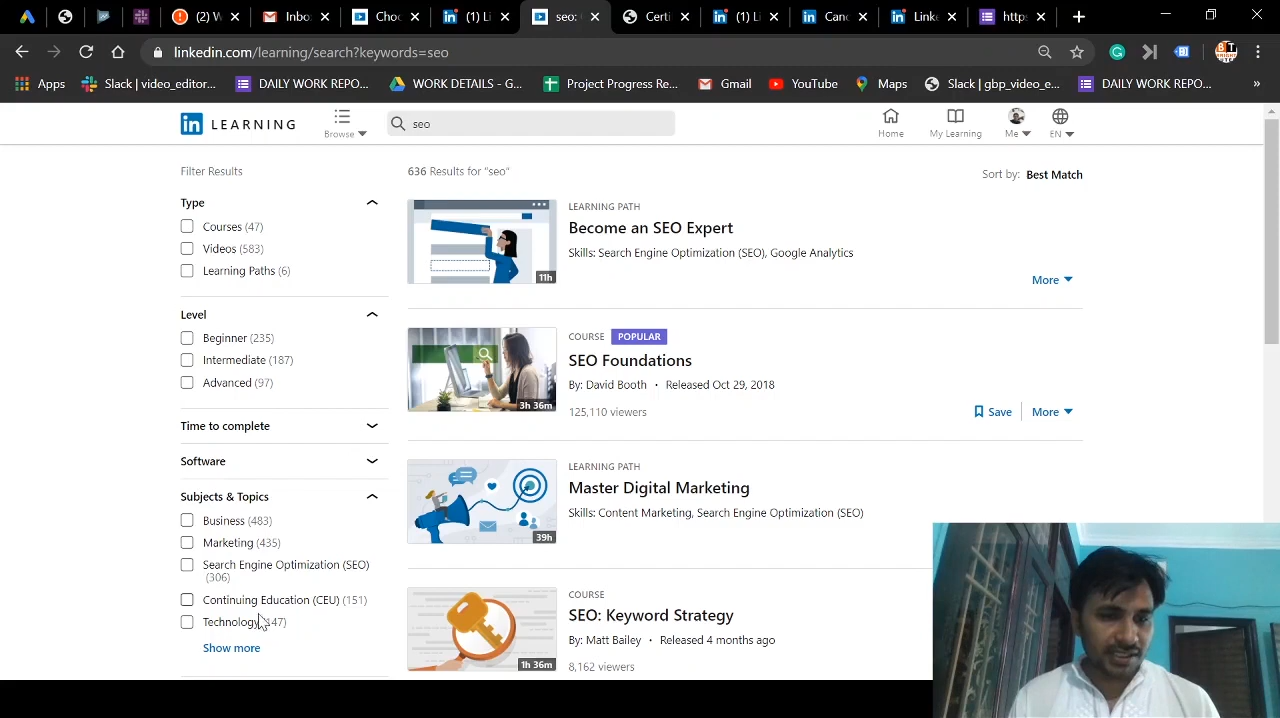 (2) W
Inbo
Choc
(1) Li
seo:
Certi
(1) Li
Canc
Linke
https
linkedin.com/learning/search?keywords=seo
Apps
Slack | video_editor...
DAILY WORK REPO...
WORK DETAILS - G...
Project Progress Re...
Gmail
YouTube
Maps
Slack | gbp_video_e...
DAILY WORK REPO...
»
in LEARNING
Browse
seo
Home
My Learning
Me
EN
Filter Results
636 Results for "seo"
Sort by: Best Match
Type
Courses (47)
Videos (583)
Learning Paths (6)
Level
Beginner (235)
Intermediate (187)
Advanced (97)
Time to complete
Software
Subjects & Topics
Business (483)
Marketing (435)
Search Engine Optimization (SEO)
(306)
Continuing Education (CEU) (151)
Technology 147)
Show more
LEARNING PATH
Become an SEO Expert
Skills: Search Engine Optimization (SEO), Google Analytics
11h
More
COURSE POPULAR
SEO Foundations
By: David Booth • Released Oct 29, 2018
3h 36m
125,110 viewers
Save
More
LEARNING PATH
Master Digital Marketing
Skills: Content Marketing, Search Engine Optimization (SEO)
39h
COURSE
SEO: Keyword Strategy
By: Matt Bailey • Released 4 months ago
1h 36m
8,162 viewers